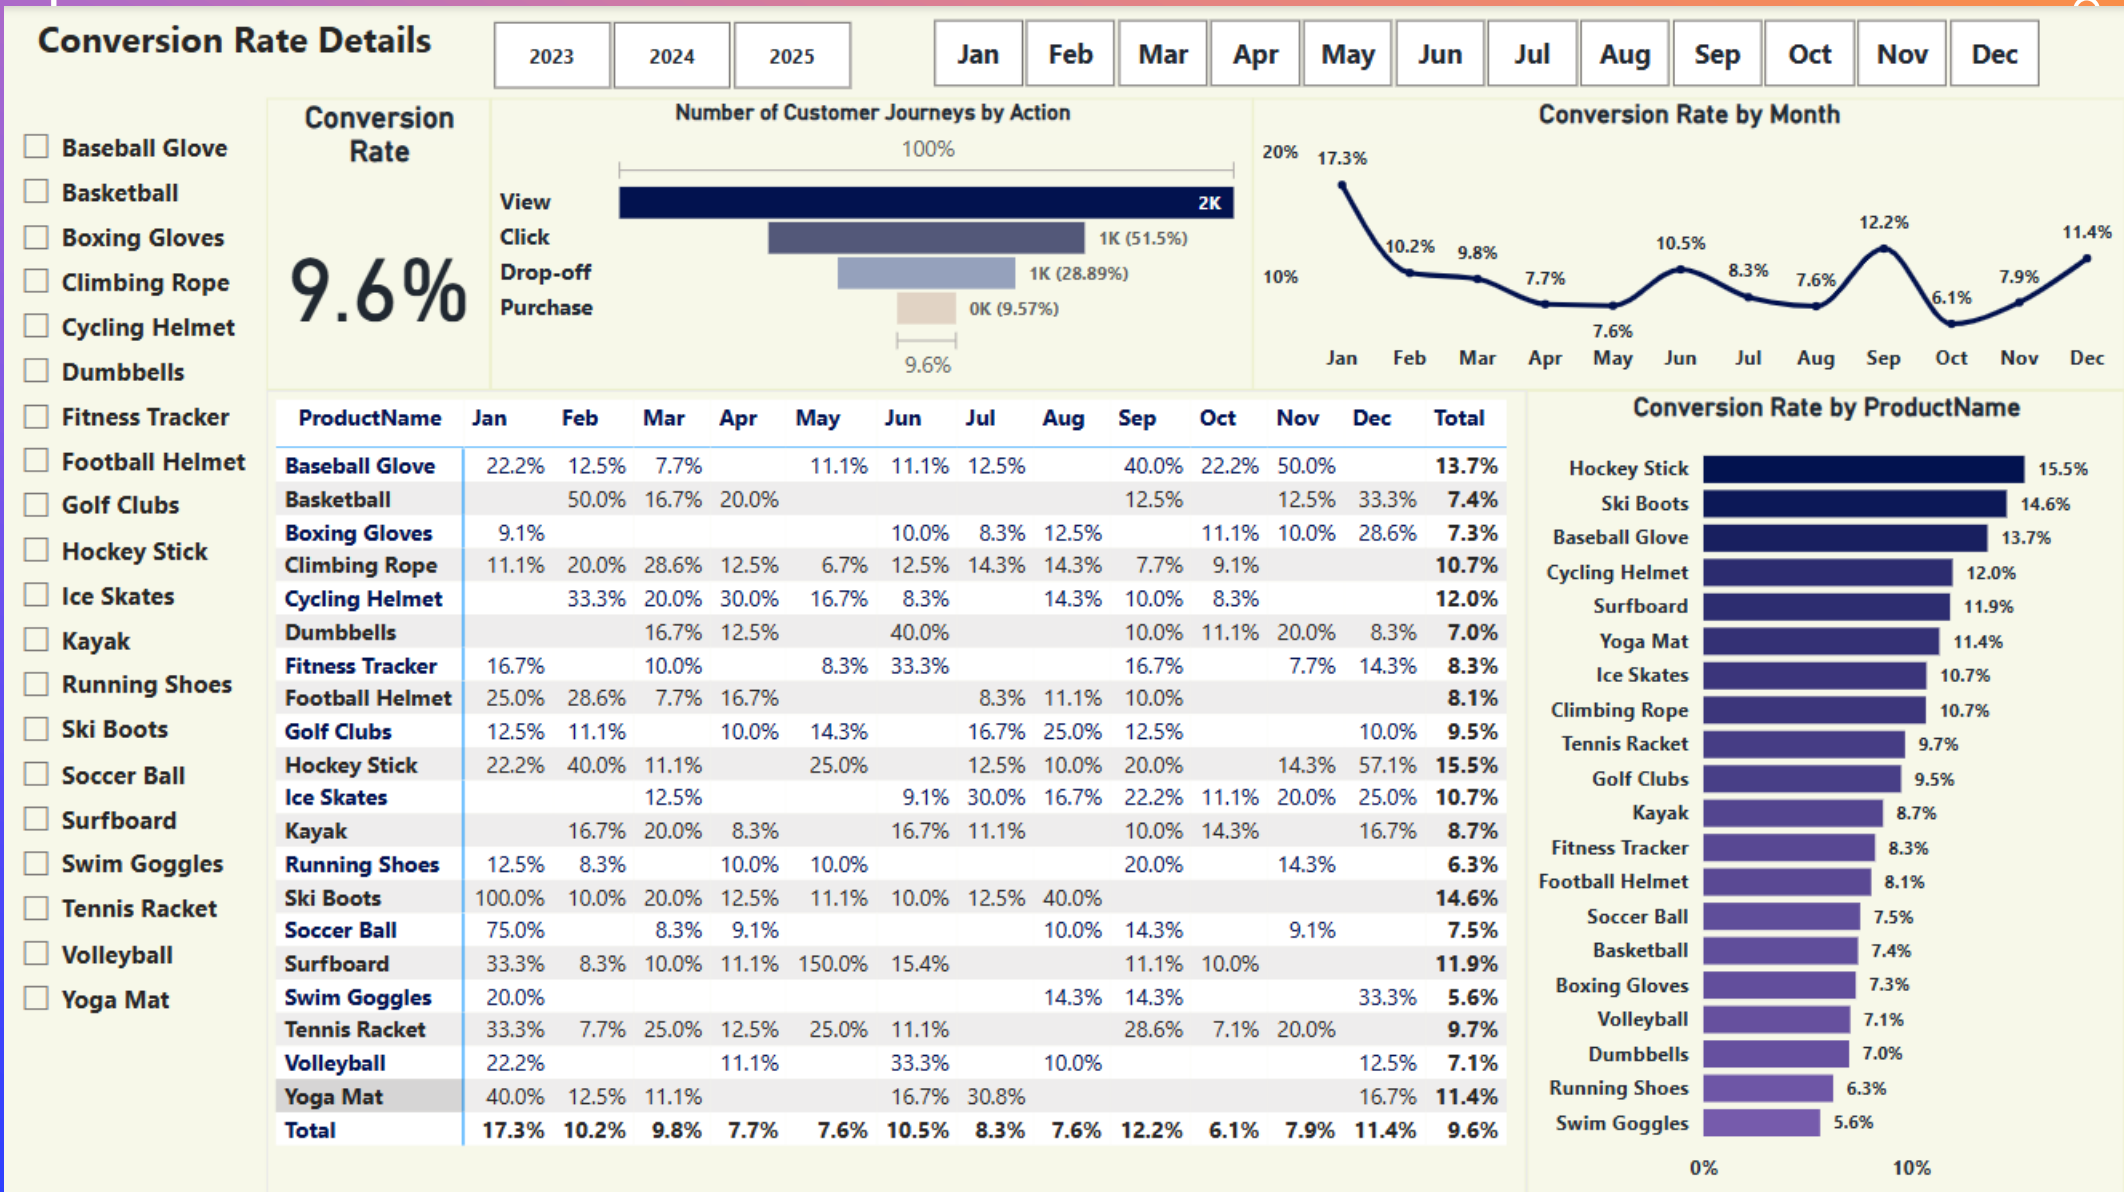 Conversion Rate Details
2023 2024 2025
Jan Feb Mar Apr May Jun Jul Aug Sep Oct Nov Dec
Baseball Glove
Basketball
Boxing Gloves
Climbing Rope
Cycling Helmet
Dumbbells
Fitness Tracker
Football Helmet
Golf Clubs
Hockey Stick
Ice Skates
Kayak
Running Shoes
Ski Boots
Soccer Ball
Surfboard
Swim Goggles
Tennis Racket
Volleyball
Yoga Mat
Conversion
Rate
9.6%
Number of Customer Journeys by Action
100%
View 2K
Click 1K (51.5%)
Drop-off 1K (28.89%)
Purchase 0K (9.57%)
9.6%
Conversion Rate by Month
20%
10%
17.3% 10.2% 9.8% 7.7% 7.6% 10.5% 8.3% 7.6% 12.2% 6.1% 7.9% 11.4%
Jan Feb Mar Apr May Jun Jul Aug Sep Oct Nov Dec
ProductName Jan Feb Mar Apr May Jun Jul Aug Sep Oct Nov Dec Total
Baseball Glove 22.2% 12.5% 7.7% 11.1% 11.1% 12.5% 40.0% 22.2% 50.0% 13.7%
Basketball 50.0% 16.7% 20.0% 12.5% 12.5% 33.3% 7.4%
Boxing Gloves 9.1% 10.0% 8.3% 12.5% 11.1% 10.0% 28.6% 7.3%
Climbing Rope 11.1% 20.0% 28.6% 12.5% 6.7% 12.5% 14.3% 14.3% 7.7% 9.1% 10.7%
Cycling Helmet 33.3% 20.0% 30.0% 16.7% 8.3% 14.3% 10.0% 8.3% 12.0%
Dumbbells 16.7% 12.5% 40.0% 10.0% 11.1% 20.0% 8.3% 7.0%
Fitness Tracker 16.7% 10.0% 8.3% 33.3% 16.7% 7.7% 14.3% 8.3%
Football Helmet 25.0% 28.6% 7.7% 16.7% 8.3% 11.1% 10.0% 8.1%
Golf Clubs 12.5% 11.1% 10.0% 14.3% 16.7% 25.0% 12.5% 10.0% 9.5%
Hockey Stick 22.2% 40.0% 11.1% 25.0% 12.5% 10.0% 20.0% 14.3% 57.1% 15.5%
Ice Skates 12.5% 9.1% 30.0% 16.7% 22.2% 11.1% 20.0% 25.0% 10.7%
Kayak 16.7% 20.0% 8.3% 16.7% 11.1% 10.0% 14.3% 16.7% 8.7%
Running Shoes 12.5% 8.3% 10.0% 10.0% 20.0% 14.3% 6.3%
Ski Boots 100.0% 10.0% 20.0% 12.5% 11.1% 10.0% 12.5% 40.0% 14.6%
Soccer Ball 75.0% 8.3% 9.1% 10.0% 14.3% 9.1% 7.5%
Surfboard 33.3% 8.3% 10.0% 11.1% 150.0% 15.4% 11.1% 10.0% 11.9%
Swim Goggles 20.0% 14.3% 14.3% 33.3% 5.6%
Tennis Racket 33.3% 7.7% 25.0% 12.5% 25.0% 11.1% 28.6% 7.1% 20.0% 9.7%
Volleyball 22.2% 11.1% 33.3% 10.0% 12.5% 7.1%
Yoga Mat 40.0% 12.5% 11.1% 16.7% 30.8% 16.7% 11.4%
Total 17.3% 10.2% 9.8% 7.7% 7.6% 10.5% 8.3% 7.6% 12.2% 6.1% 7.9% 11.4% 9.6%
Conversion Rate by ProductName
Hockey Stick 15.5%
Ski Boots 14.6%
Baseball Glove 13.7%
Cycling Helmet 12.0%
Surfboard 11.9%
Yoga Mat 11.4%
Ice Skates 10.7%
Climbing Rope 10.7%
Tennis Racket 9.7%
Golf Clubs 9.5%
Kayak 8.7%
Fitness Tracker 8.3%
Football Helmet 8.1%
Soccer Ball 7.5%
Basketball 7.4%
Boxing Gloves 7.3%
Volleyball 7.1%
Dumbbells 7.0%
Running Shoes 6.3%
Swim Goggles 5.6%
0% 10%